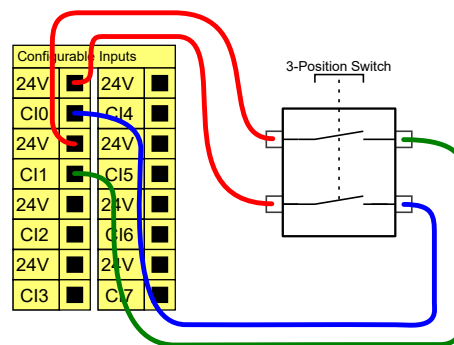 Configurable Inputs
3-Position Switch
24V 24V
CI0 CI4
24V 24V
CI1 CI5
24V 24V
CI2 CI6
24V 24V
CI3 CI7